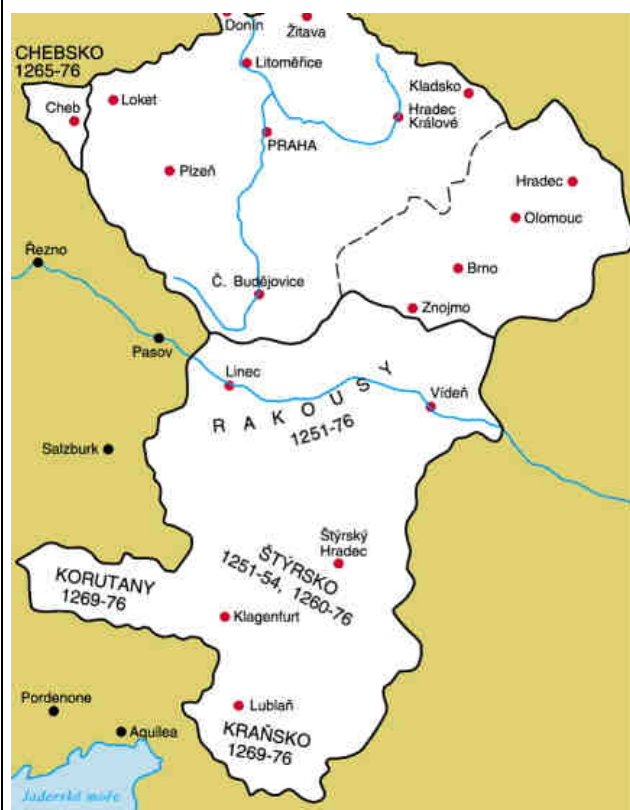 Donín
Žitava
CHEBSKO
1265-76
Litoměřice
Kladsko
Loket
Cheb
Hradec
Králové
PRAHA
Plzeň
Hradec
Olomouc
Řezno
Brno
Č. Budějovice
Znojmo
Pasov
Linec
Vídeň
RAKOUSY
1251-76
Salzburk
Štýrský
Hradec
ŠTÝRSKO
1251-54, 1260-76
KORUTANY
1269-76
Klagenfurt
Pordenone
Lublaň
Aquilea
KRAŇSKO
1269-76
Jaderské moře